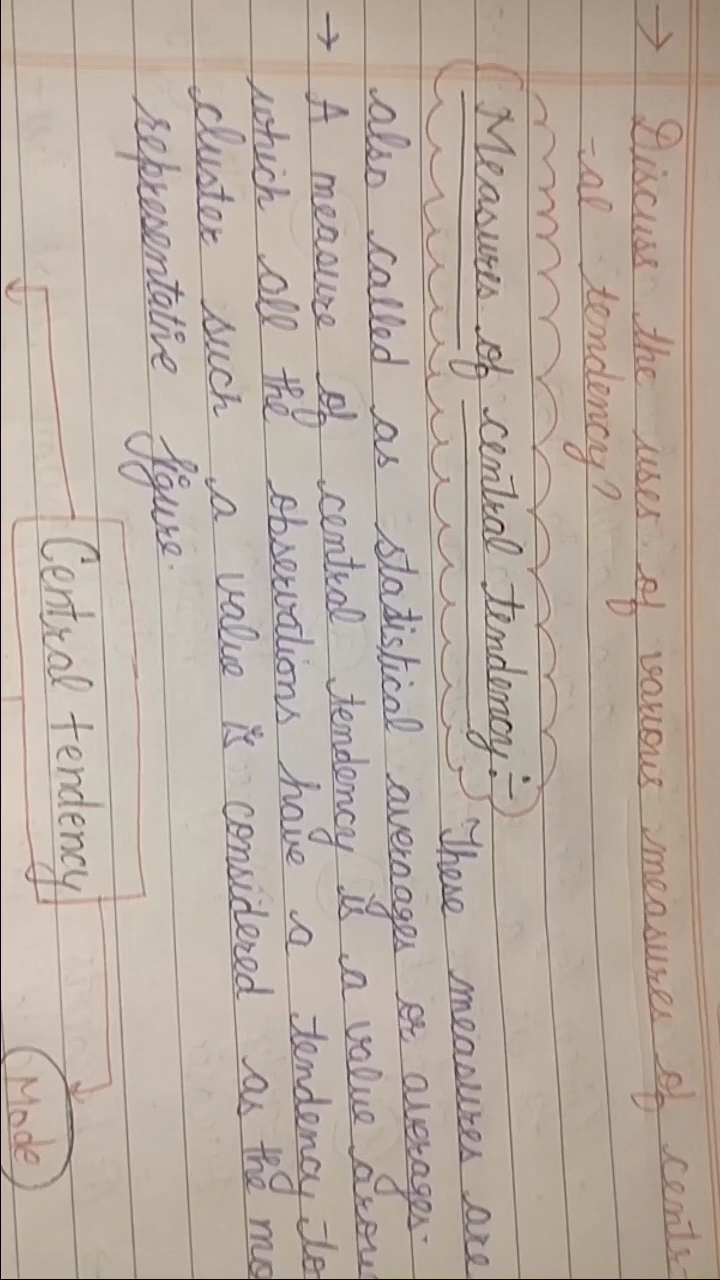 → Discuss the uses of various measures of centr-
-al tendency?
Measures of central tendency:- These measures are
also called as statistical averages or averages.
→ A measure of central tendency is a value arou
which all the observations have a tendency to
cluster such a value is considered as the mo
representative figure.
Central tendency
Mode